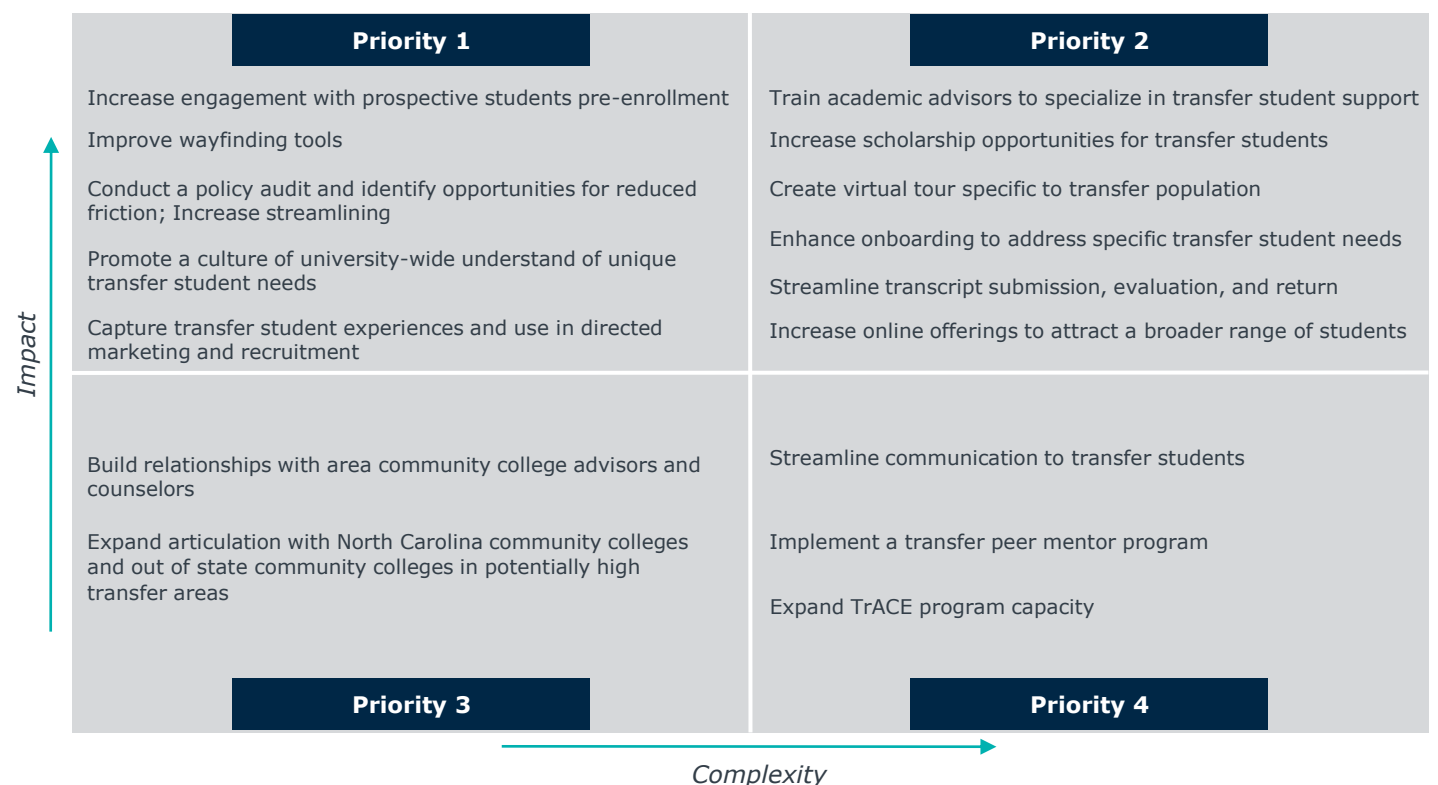 Priority 1
Increase engagement with prospective students pre-enrollment
Improve wayfinding tools
Conduct a policy audit and identify opportunities for reduced
friction; Increase streamlining
Promote a culture of university-wide understand of unique
transfer student needs
Capture transfer student experiences and use in directed
marketing and recruitment
Priority 2
Train academic advisors to specialize in transfer student support
Increase scholarship opportunities for transfer students
Create virtual tour specific to transfer population
Enhance onboarding to address specific transfer student needs
Streamline transcript submission, evaluation, and return
Increase online offerings to attract a broader range of students
Impact
Build relationships with area community college advisors and
counselors
Expand articulation with North Carolina community colleges
and out of state community colleges in potentially high
transfer areas
Priority 3
Streamline communication to transfer students
Implement a transfer peer mentor program
Expand TrACE program capacity
Priority 4
Complexity